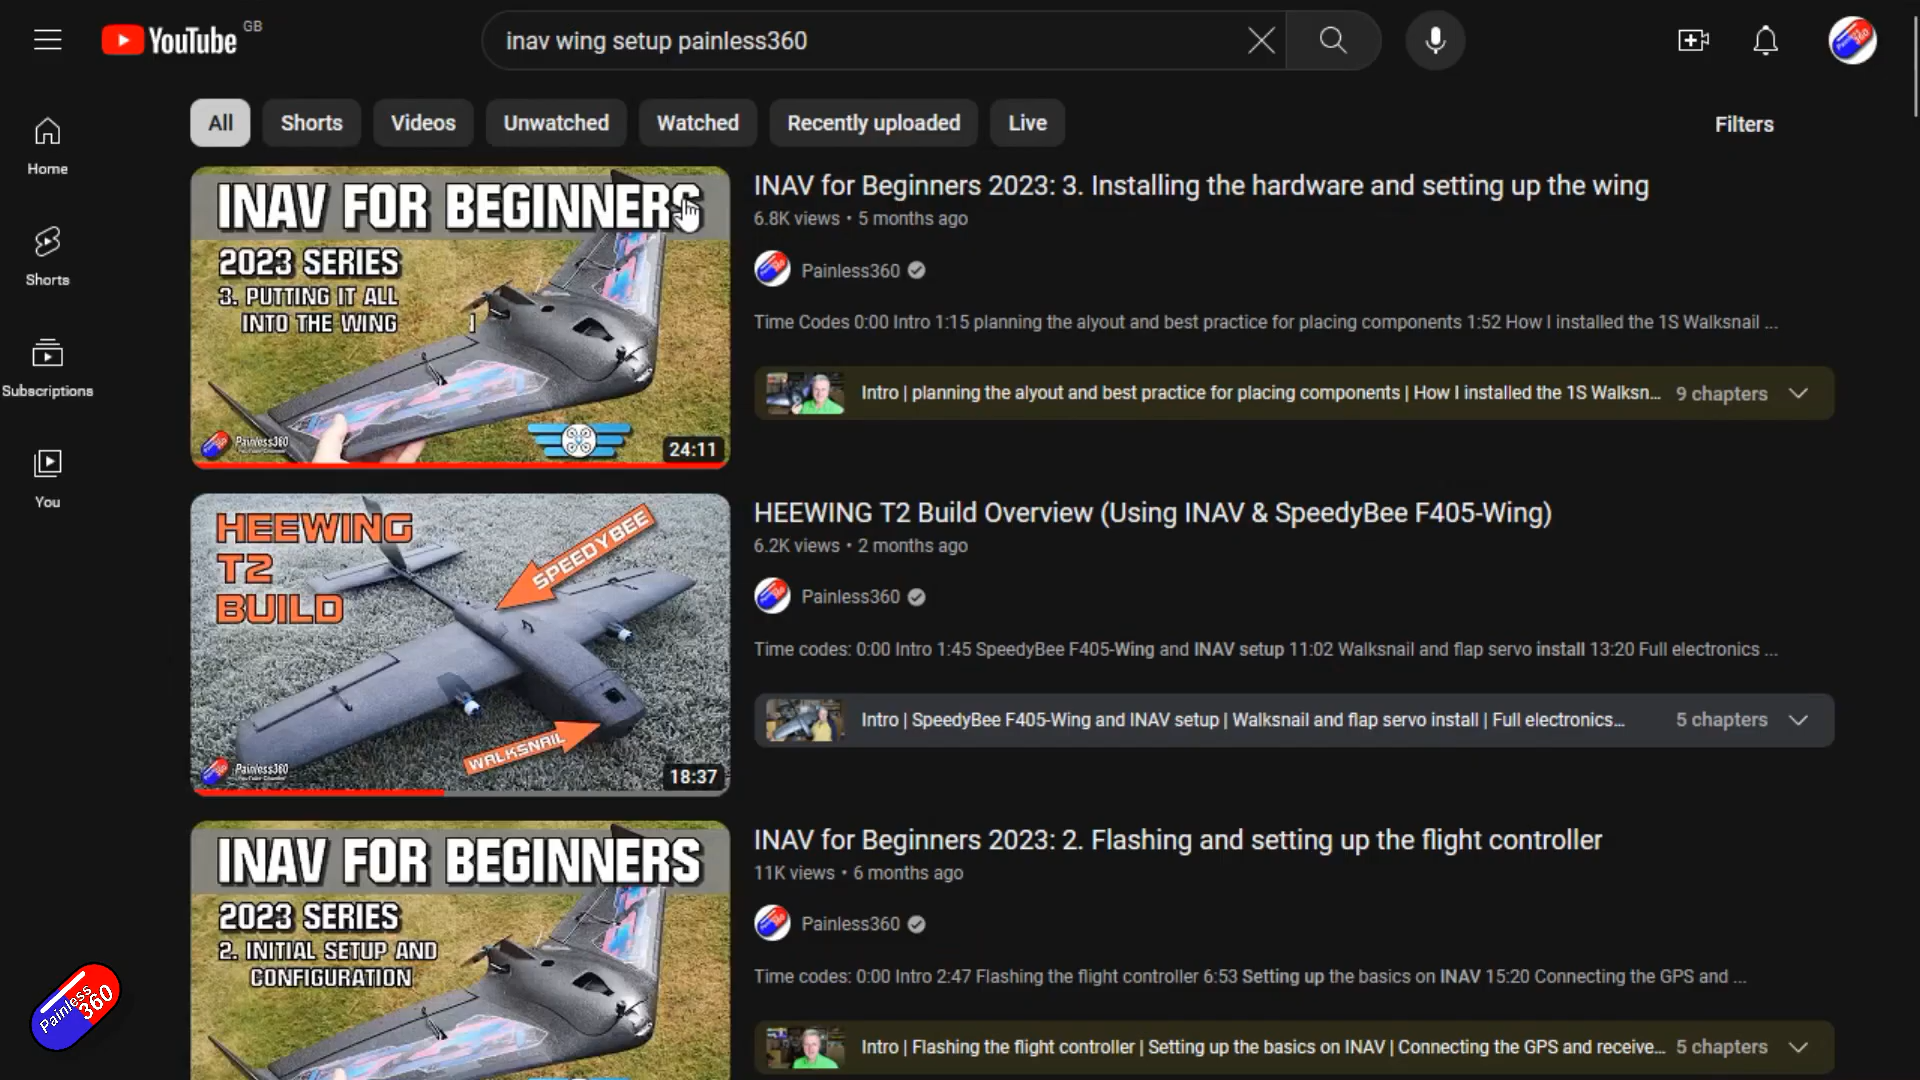 YouTube GB
inav wing setup painless360
All
Shorts
Videos
Unwatched
Watched
Recently uploaded
Live
Filters
Home
Shorts
Subscriptions
You
INAV FOR BEGINNERS
2023 SERIES
3. PUTTING IT ALL
INTO THE WING
Painless360
24:11
INAV for Beginners 2023: 3. Installing the hardware and setting up the wing
6.8K views • 5 months ago
Painless360
Time Codes 0:00 Intro 1:15 planning the alyout and best practice for placing components 1:52 How I installed the 1S Walksnail ...
Intro | planning the alyout and best practice for placing components | How I installed the 1S Walksn...
9 chapters
HEEWING
T2
BUILD
SPEEDYBEE
WALKSNAIL
Painless360
18:37
HEEWING T2 Build Overview (Using INAV & SpeedyBee F405-Wing)
6.2K views • 2 months ago
Painless360
Time codes: 0:00 Intro 1:45 SpeedyBee F405-Wing and INAV setup 11:02 Walksnail and flap servo install 13:20 Full electronics ...
Intro | SpeedyBee F405-Wing and INAV setup | Walksnail and flap servo install | Full electronics...
5 chapters
INAV FOR BEGINNERS
2023 SERIES
2. INITIAL SETUP AND
CONFIGURATION
INAV for Beginners 2023: 2. Flashing and setting up the flight controller
11K views • 6 months ago
Painless360
Time codes: 0:00 Intro 2:47 Flashing the flight controller 6:53 Setting up the basics on INAV 15:20 Connecting the GPS and ...
Intro | Flashing the flight controller | Setting up the basics on INAV | Connecting the GPS and receive...
5 chapters
Painless
360